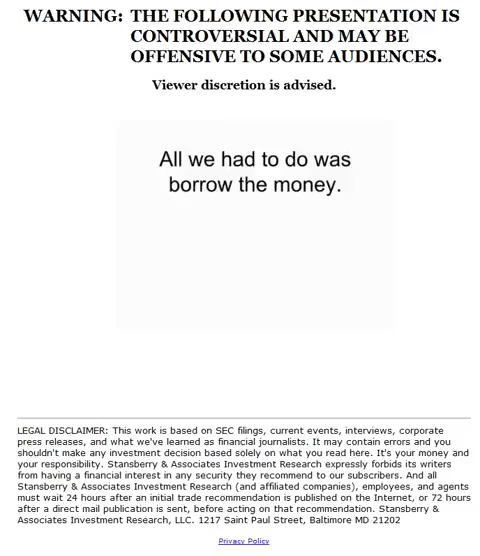 WARNING: THE FOLLOWING PRESENTATION IS
CONTROVERSIAL AND MAY BE
OFFENSIVE TO SOME AUDIENCES.
Viewer discretion is advised.
All we had to do was
borrow the money.
LEGAL DISCLAIMER: This work is based on SEC filings, current events, interviews, corporate
press releases, and what we've learned as financial journalists. It may contain errors and you
shouldn't make any investment decision based solely on what you read here. It's your money and
your responsibility. Stansberry & Associates Investment Research expressly forbids its writers
from having a financial interest in any security they recommend to our subscribers. And all
Stansberry & Associates Investment Research (and affiliated companies), employees, and agents
must wait 24 hours after an initial trade recommendation is published on the Internet, or 72 hours
after a direct mail publication is sent, before acting on that recommendation. Stansberry &
Associates Investment Research, LLC. 1217 Saint Paul Street, Baltimore MD 21202
Privacy Policy